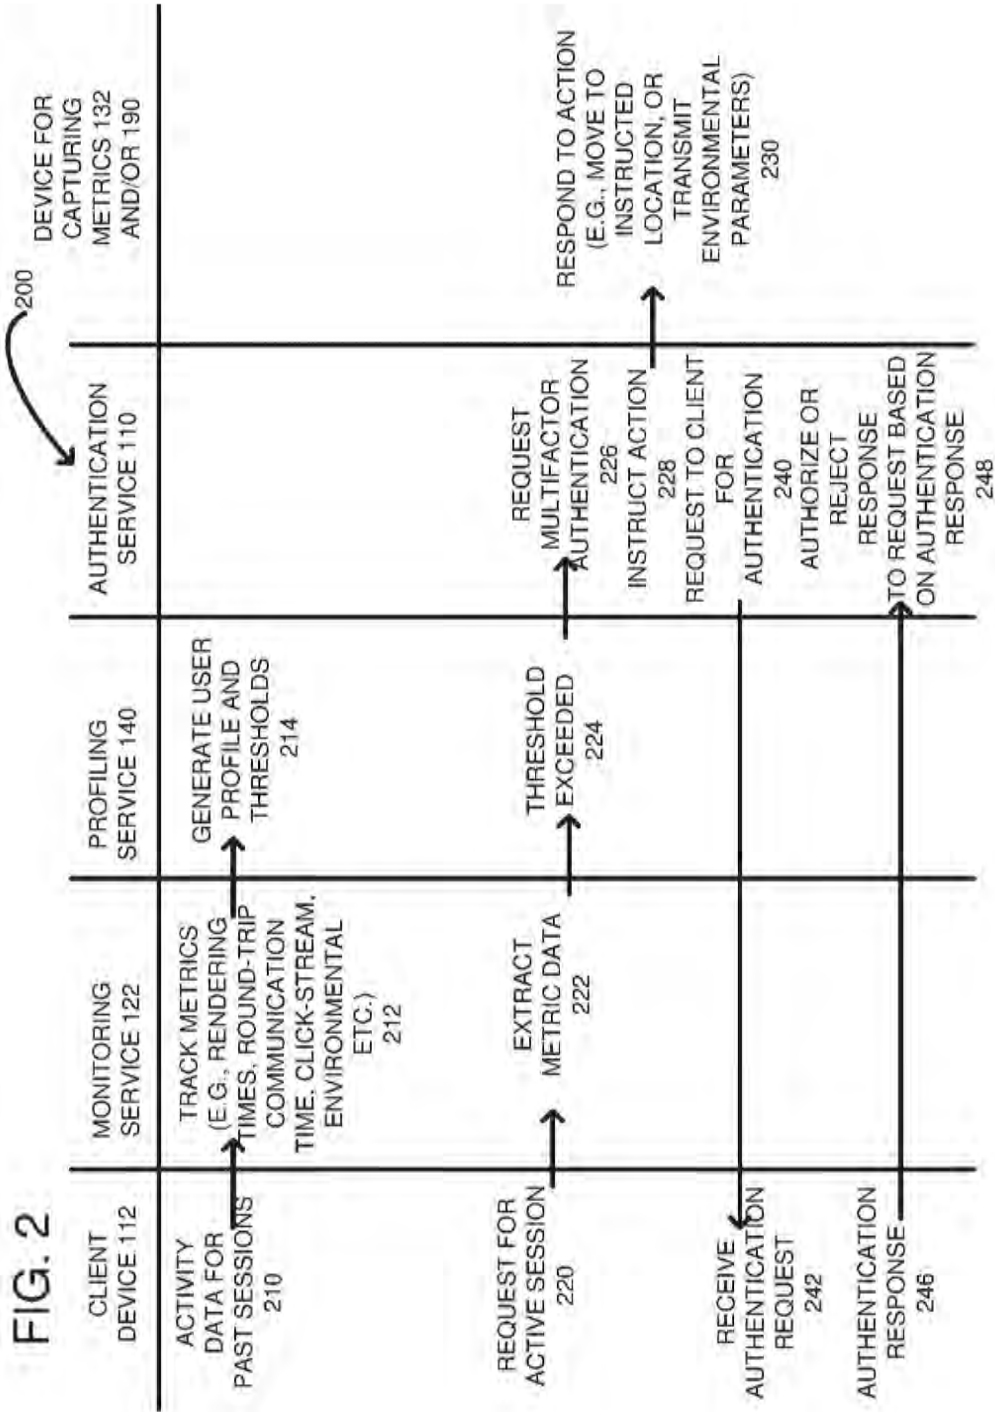 FIG. 2
200
CLIENT
DEVICE 112
MONITORING
SERVICE 122
PROFILING
SERVICE 140
AUTHENTICATION
SERVICE 110
DEVICE FOR
CAPTURING
METRICS 132
AND/OR 190
ACTIVITY
DATA FOR
PAST SESSIONS
210
TRACK METRICS
(E.G., RENDERING
TIMES, ROUND-TRIP
COMMUNICATION
TIME, CLICK-STREAM,
ENVIRONMENTAL
ETC.)
212
GENERATE USER
PROFILE AND
THRESHOLDS
214
REQUEST FOR
ACTIVE SESSION
220
EXTRACT
METRIC DATA
222
THRESHOLD
EXCEEDED
224
REQUEST
MULTIFACTOR
AUTHENTICATION
226
INSTRUCT ACTION
228
RESPOND TO ACTION
(E.G., MOVE TO
INSTRUCTED
LOCATION, OR
TRANSMIT
ENVIRONMENTAL
PARAMETERS)
230
REQUEST TO CLIENT
FOR
AUTHENTICATION
240
RECEIVE
AUTHENTICATION
REQUEST
242
AUTHENTICATION
RESPONSE
246
AUTHORIZE OR
REJECT
RESPONSE
TO REQUEST BASED
ON AUTHENTICATION
RESPONSE.
248